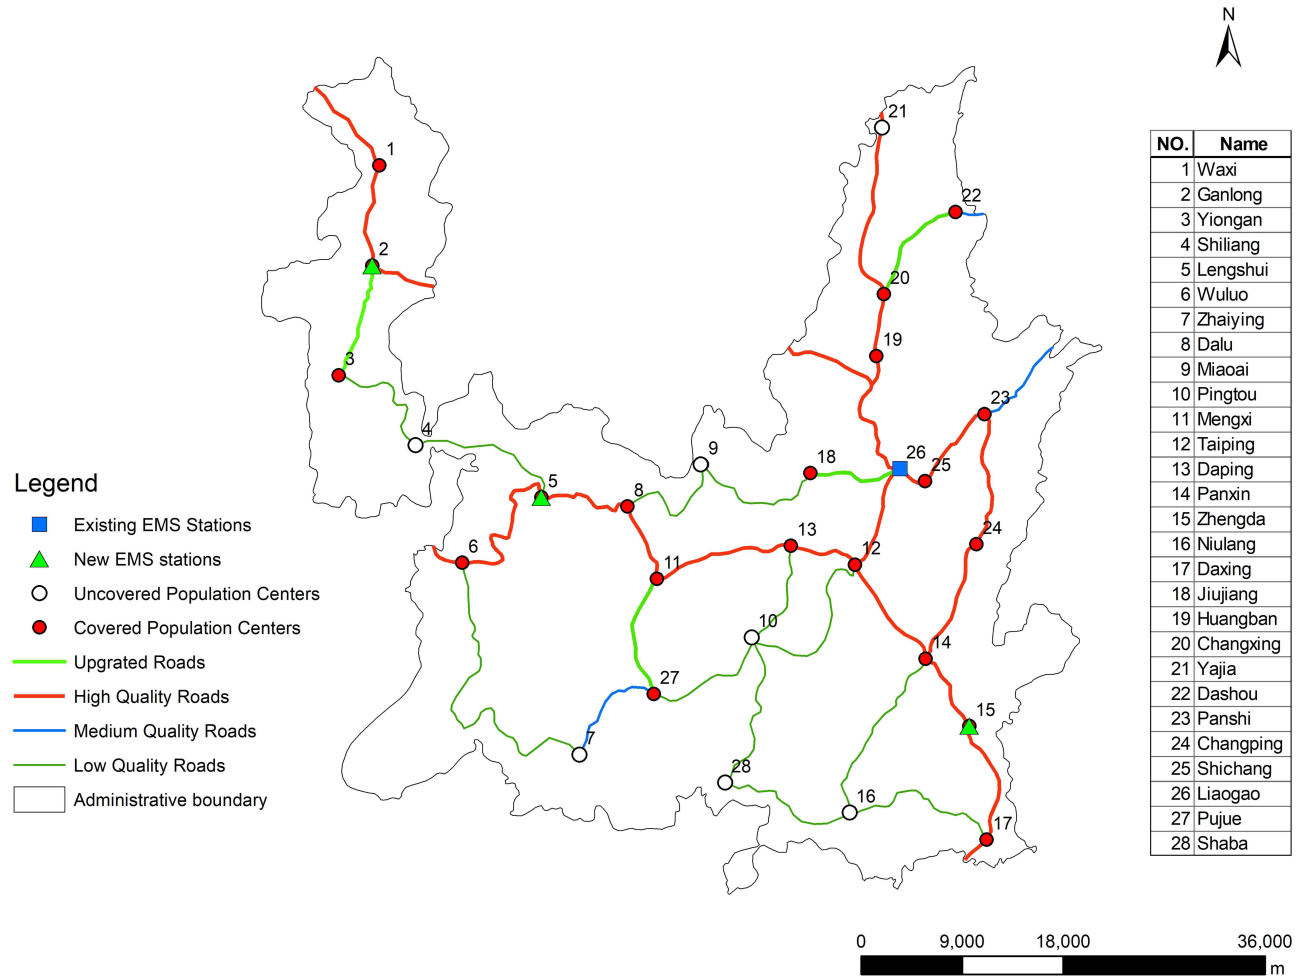 N
21
1
22
2
20
19
3
23
4
9
18
26
25
5
8
13
12
24
6
11
10
14
27
15
7
28
16
17
Legend
Existing EMS Stations
New EMS stations
Uncovered Population Centers
Covered Population Centers
Upgrated Roads
High Quality Roads
Medium Quality Roads
Low Quality Roads
Administrative boundary
NO. Name
1 Waxi
2 Ganlong
3 Yiongan
4 Shiliang
5 Lengshui
6 Wuluo
7 Zhaiying
8 Dalu
9 Miaoai
10 Pingtou
11 Mengxi
12 Taiping
13 Daping
14 Panxin
15 Zhengda
16 Niulang
17 Daxing
18 Jiujiang
19 Huangban
20 Changxing
21 Yajia
22 Dashou
23 Panshi
24 Changping
25 Shichang
26 Liaogao
27 Pujue
28 Shaba
0 9,000 18,000 36,000
m